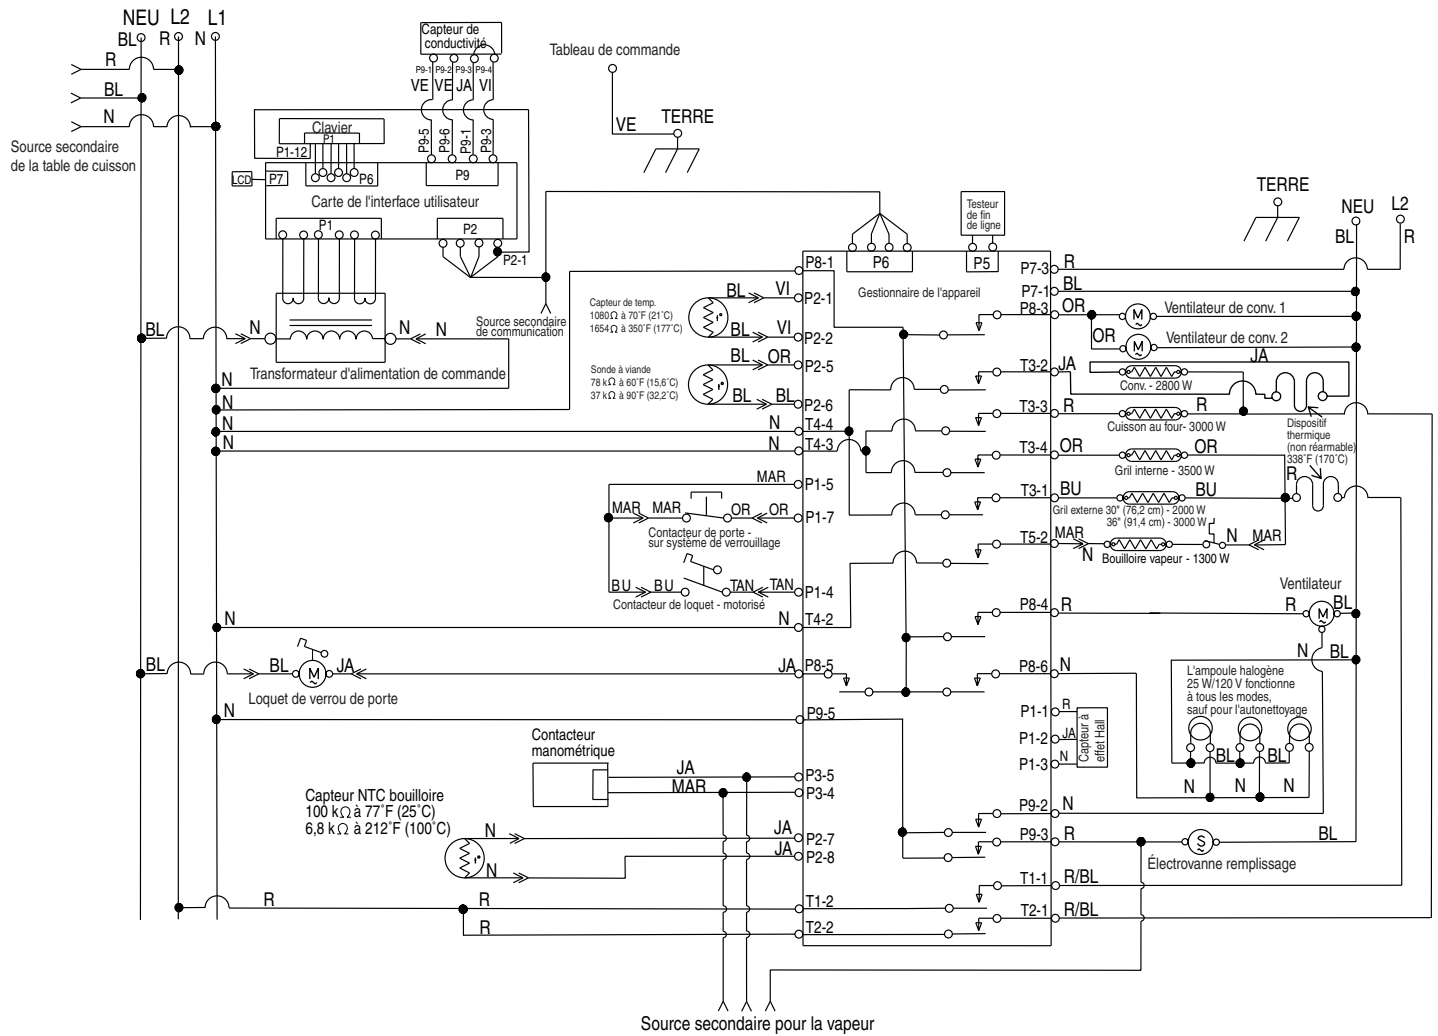 NEU L2 L1
BL R N
R
BL
N
Source secondaire
de la table de cuisson
Capteur de
conductivité
P9-1 P9-2 P9-3 P9-4
VE VE JA VI
P9-5 P9-6 P9-1 P9-3
Tableau de commande
VE
TERRE
Clavier
P1
P1-12
LCD P7 P6 P9
Carte de l'interface utilisateur
P1 P2
P2-1
Source secondaire
de communication
BL N N N
Transformateur d'alimentation de commande
N
N
N
N
Capteur de temp.
1080Ω à 70˚F (21˚C)
1654Ω à 350˚F (177˚C)
t°
BL VI
BL VI
Sonde à viande
78 kΩ à 60˚F (15,6˚C)
37 kΩ à 90˚F (32,2˚C)
t°
BL OR
BL BL
N
N
MAR
MAR MAR OR OR
Contacteur de porte -
sur système de verrouillage
BU BU TAN TAN
Contacteur de loquet - motorisé
N N
BL BL M JA JA
Loquet de verrou de porte
N
Contacteur
manométrique
JA
MAR
Capteur NTC bouilloire
100 kΩ à 77˚F (25˚C)
6,8 kΩ à 212˚F (100˚C)
t°
N JA
N JA
R R
R
P8-1
P2-1
P2-2
P2-5
P2-6
T4-4
T4-3
P1-5
P1-7
P1-4
T4-2
P8-5
P9-5
P3-5
P3-4
P2-7
P2-8
T1-2
T2-2
P6
Testeur
de fin
de ligne
P5
Gestionnaire de l'appareil
P7-3 R
P7-1 BL
P8-3 OR
OR
T3-2 JA
T3-3 R
T3-4 OR
T3-1 BU
T5-2 MAR
P8-4 R
P8-6 N
P1-1 R
P1-2 JA
P1-3 N
Capteur à
effet Hall
P9-2 N
P9-3 R
T1-1 R/BL
T2-1 R/BL
TERRE
NEU L2
BL R
M Ventilateur de conv. 1
M Ventilateur de conv. 2
JA
Conv. - 2800 W
R
Cuisson au four- 3000 W
OR
Gril interne - 3500 W
BU
Gril externe 30" (76,2 cm) - 2000 W
36" (91,4 cm) - 3000 W
N N MAR
Bouilloire vapeur - 1300 W
Dispositif
thermique
(non réarmable)
338˚F (170˚C)
R
Ventilateur
R M BL
N BL
L'ampoule halogène
25 W/120 V fonctionne
à tous les modes,
sauf pour l'autonettoyage
BL BL
N N N
S BL
Électrovanne remplissage
Source secondaire pour la vapeur